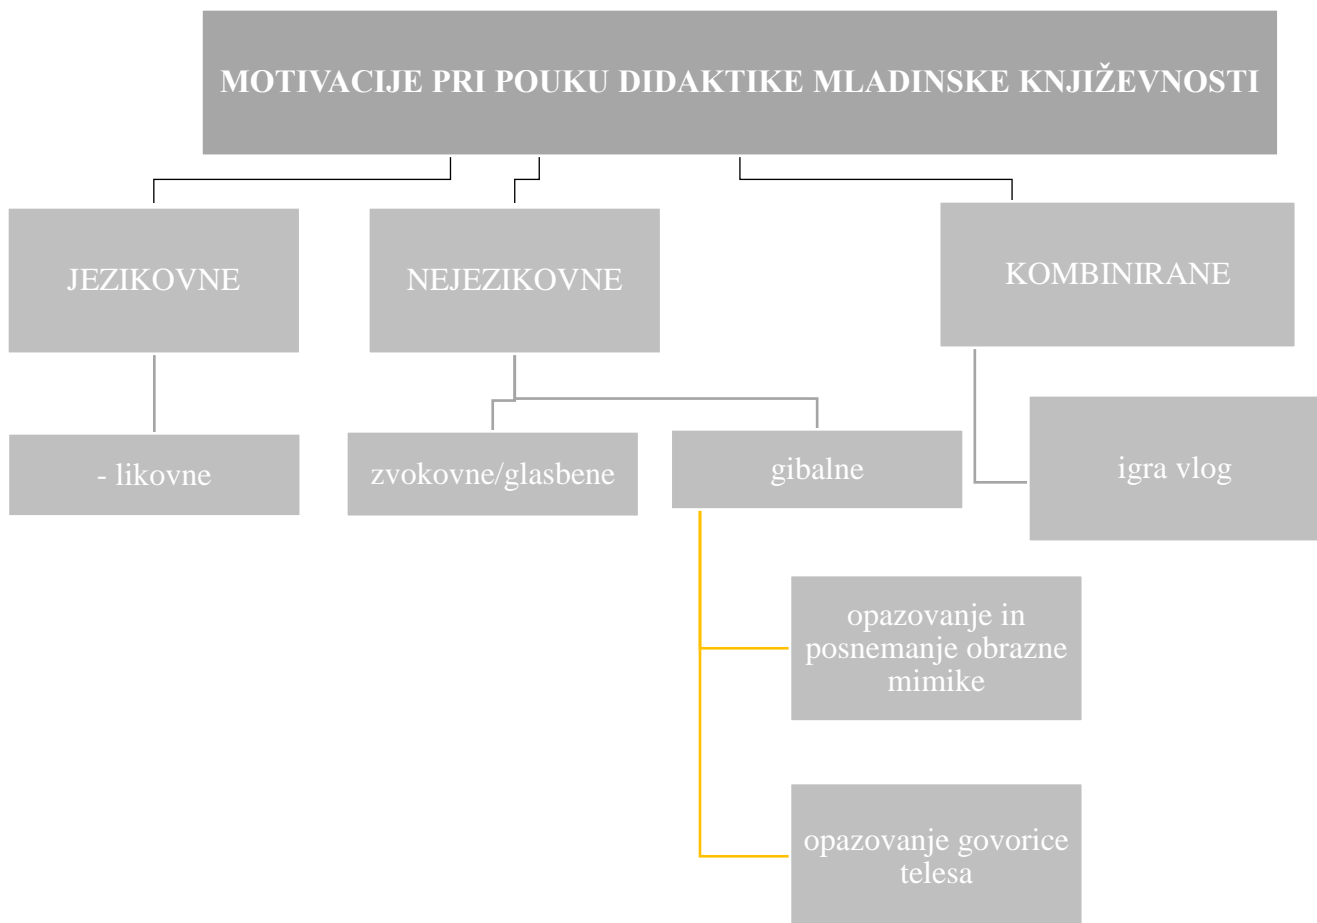 MOTIVACIJE PRI POUKU DIDAKTIKE MLADINSKE KNJIŽEVNOSTI
JEZIKOVNE
NEJEZIKOVNE
KOMBINIRANE
- likovne
zvokovne/glasbene
gibalne
igra vlog
opazovanje in
posnemanje obrazne
mimike
opazovanje govorice
telesa